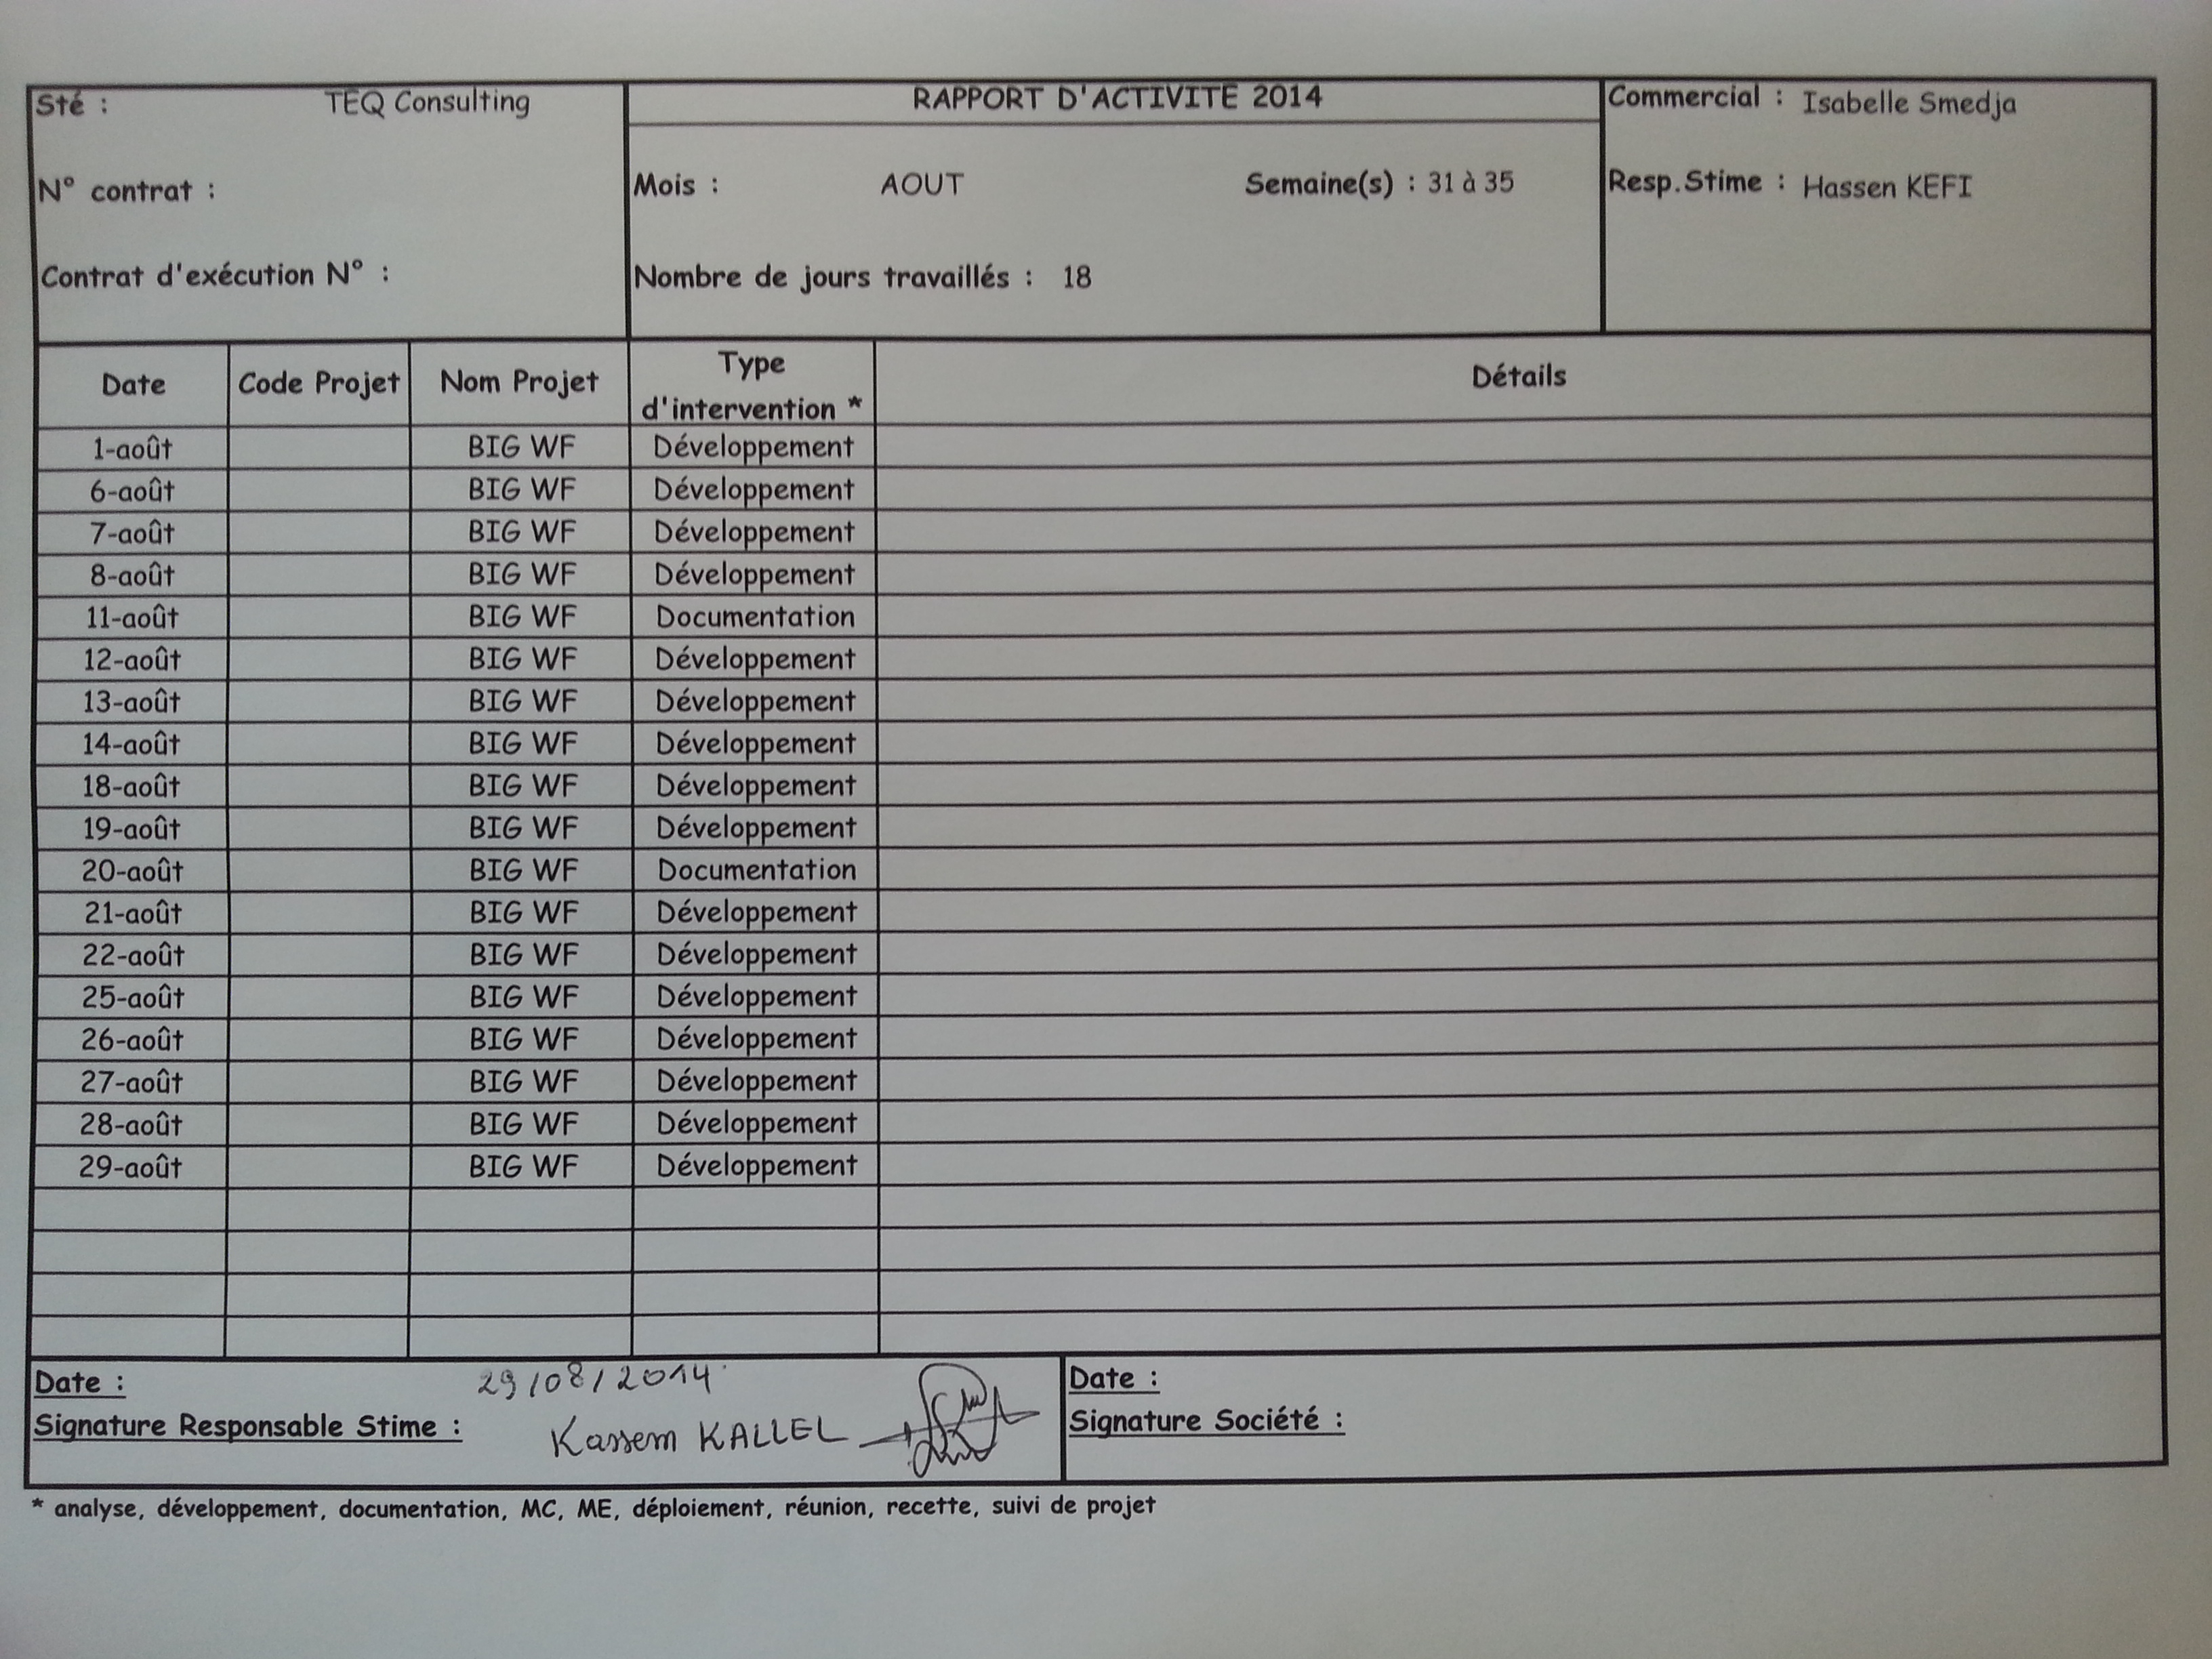 Sté : TEQ Consulting
RAPPORT D'ACTIVITE 2014
Commercial : Isabelle Smedja
N° contrat :
Mois : AOUT Semaine(s) : 31 à 35
Resp.Stime : Hassen KEFI
Contrat d'exécution N° :
Nombre de jours travaillés : 18
Date Code Projet Nom Projet Type d'intervention * Détails
1-août BIG WF Développement
6-août BIG WF Développement
7-août BIG WF Développement
8-août BIG WF Développement
11-août BIG WF Documentation
12-août BIG WF Développement
13-août BIG WF Développement
14-août BIG WF Développement
18-août BIG WF Développement
19-août BIG WF Développement
20-août BIG WF Documentation
21-août BIG WF Développement
22-août BIG WF Développement
25-août BIG WF Développement
26-août BIG WF Développement
27-août BIG WF Développement
28-août BIG WF Développement
29-août BIG WF Développement
Date : 29/08/2014
Signature Responsable Stime : Kassem KALLEL
Date :
Signature Société :
* analyse, développement, documentation, MC, ME, déploiement, réunion, recette, suivi de projet